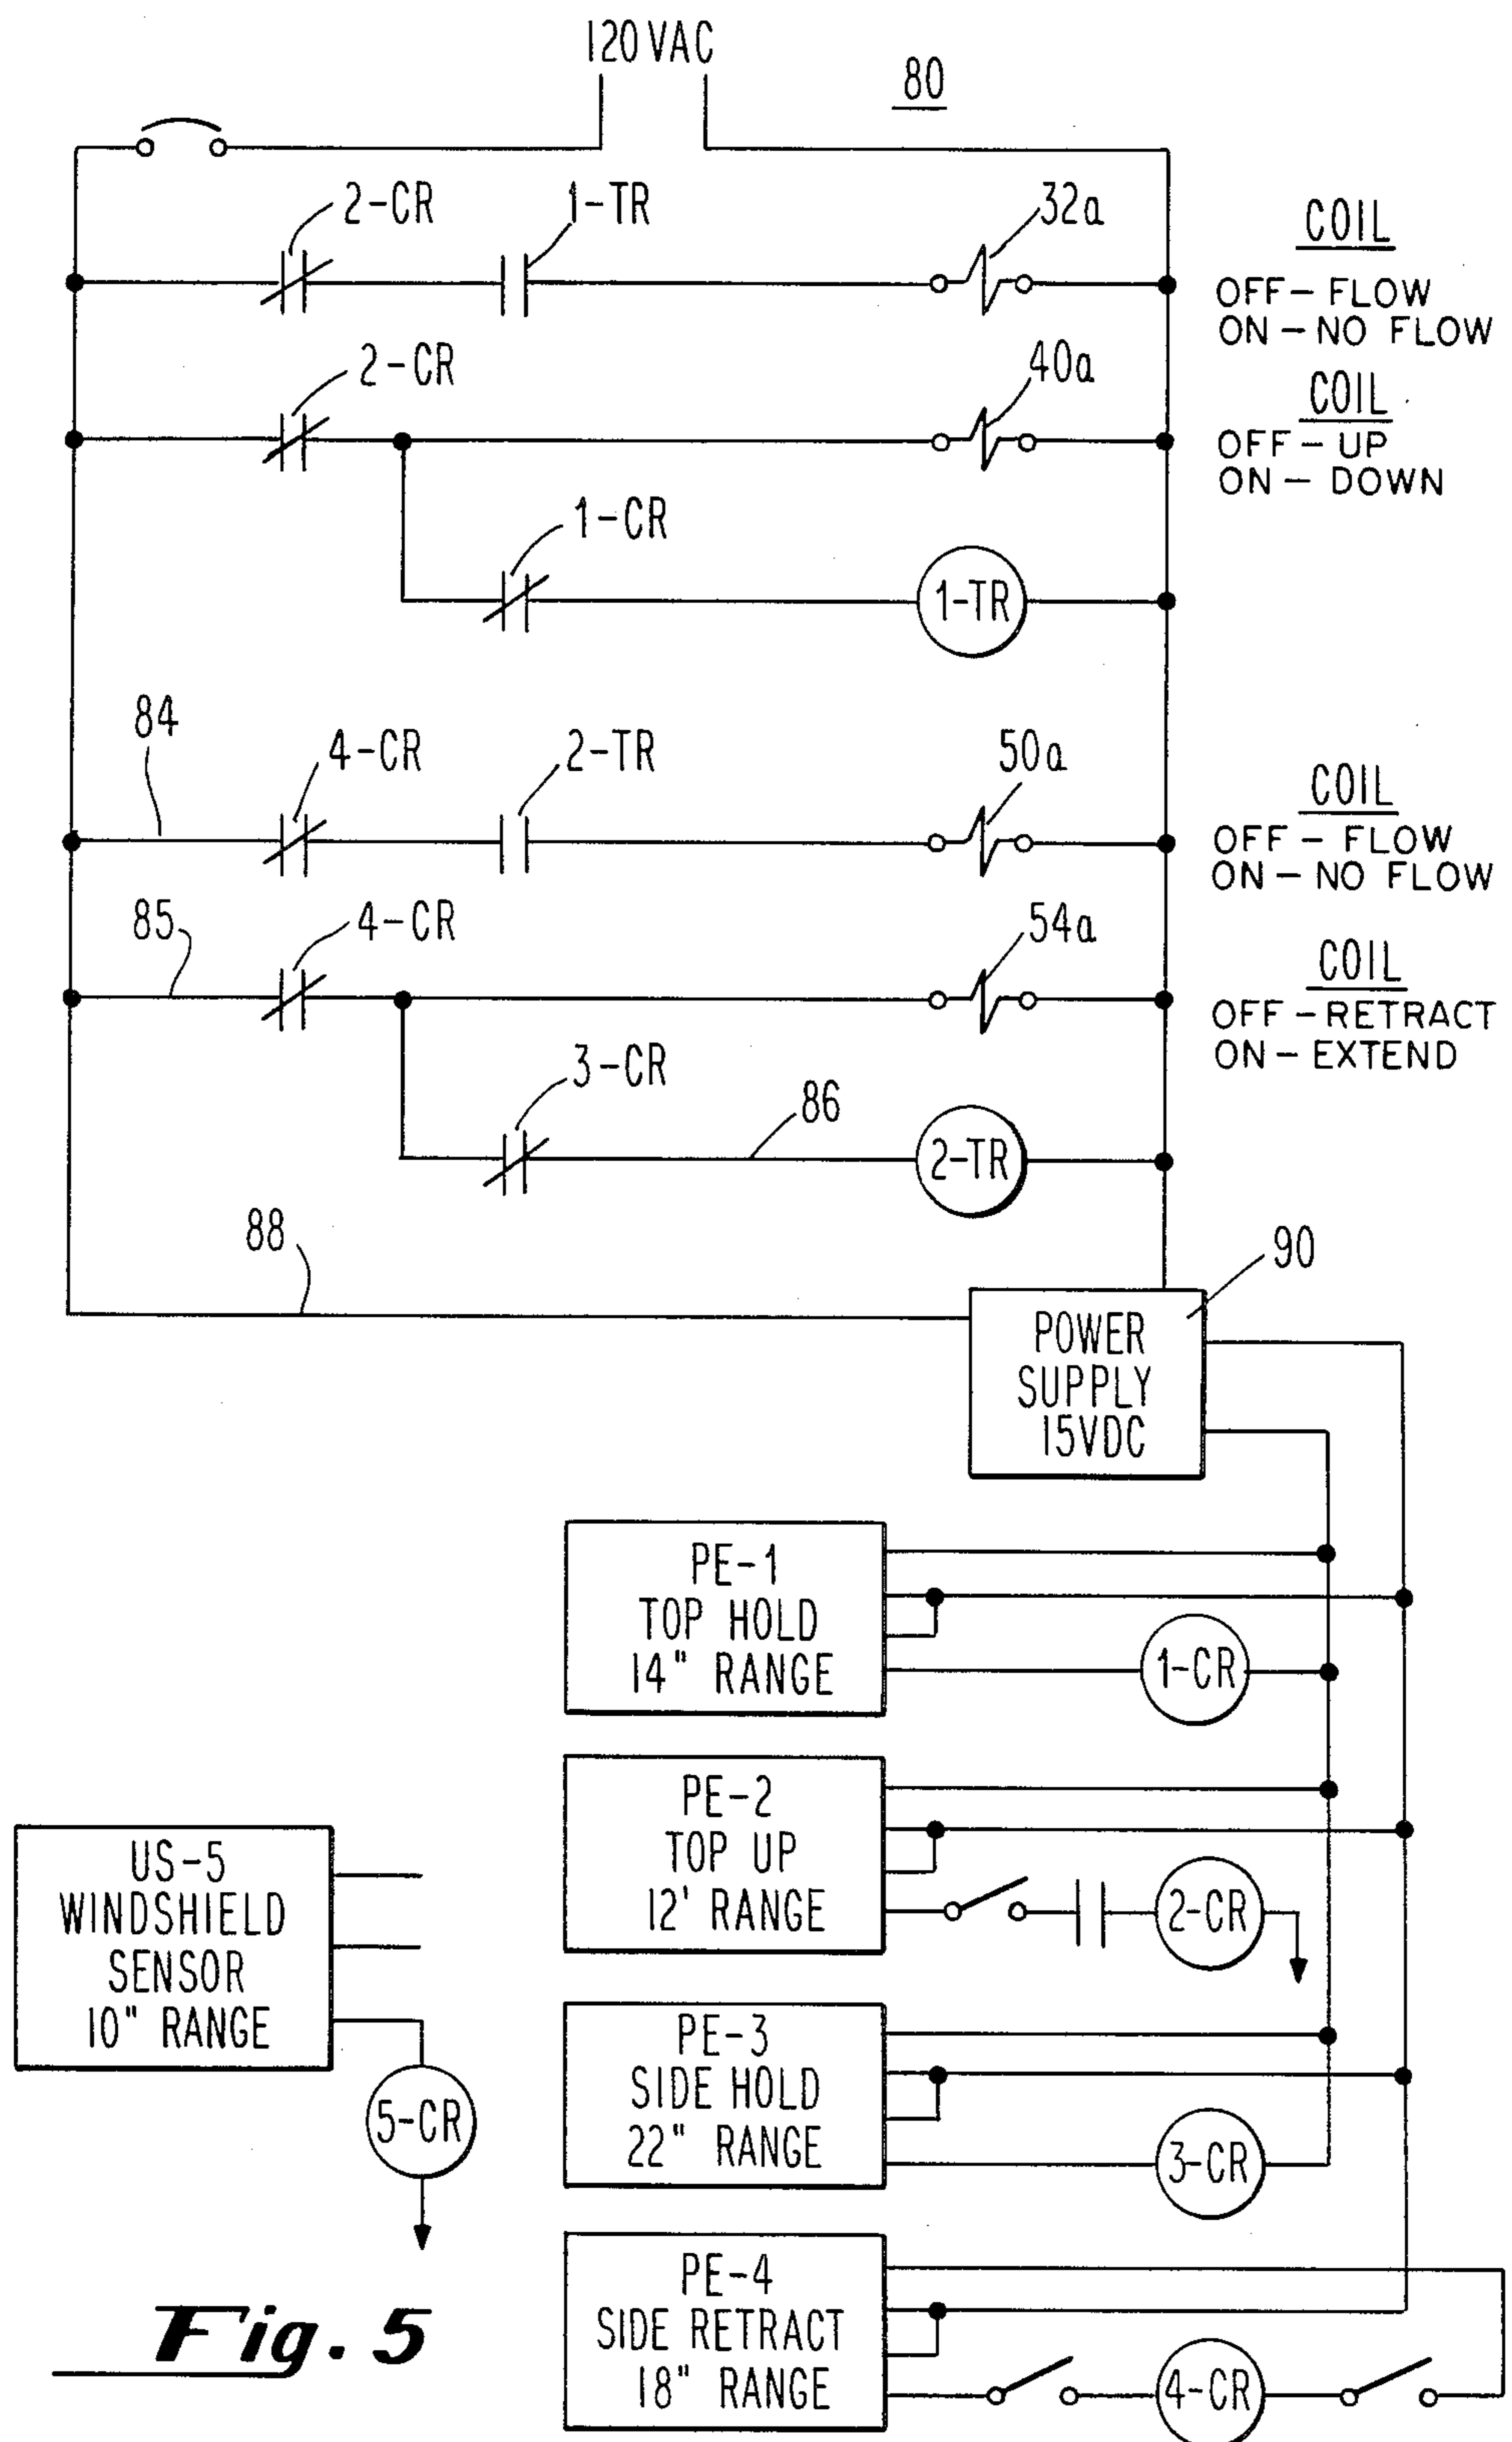 120 VAC
80
2-CR
1-TR
32a
COIL
OFF - FLOW
ON - NO FLOW
2-CR
40a
COIL
OFF - UP
ON - DOWN
1-CR
1-TR
84
4-CR
2-TR
50a
COIL
OFF - FLOW
ON - NO FLOW
85
4-CR
54a
COIL
OFF - RETRACT
ON - EXTEND
3-CR
86
2-TR
88
90
POWER
SUPPLY
15VDC
PE-1
TOP HOLD
14" RANGE
1-CR
PE-2
TOP UP
12' RANGE
2-CR
US-5
WINDSHIELD
SENSOR
10" RANGE
5-CR
PE-3
SIDE HOLD
22" RANGE
3-CR
PE-4
SIDE RETRACT
18" RANGE
4-CR
Fig. 5